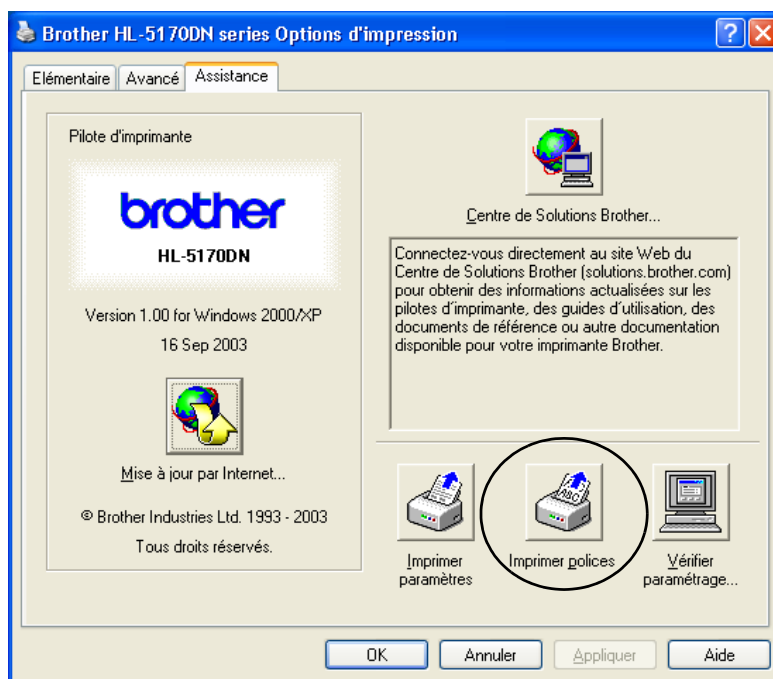 Brother HL-5170DN series Options d'impression
Elémentaire Avancé Assistance
Pilote d'imprimante
brother
HL-5170DN
Version 1.00 for Windows 2000/XP
16 Sep 2003
Mise à jour par Internet...
© Brother Industries Ltd. 1993 - 2003
Tous droits réservés.
Centre de Solutions Brother...
Connectez-vous directement au site Web du
Centre de Solutions Brother (solutions.brother.com)
pour obtenir des informations actualisées sur les
pilotes d'imprimante, des guides d'utilisation, des
documents de référence ou autre documentation
disponible pour votre imprimante Brother.
ABC
Imprimer
paramètres
Imprimer polices
Vérifier
paramétrage...
OK Annuler Appliquer Aide